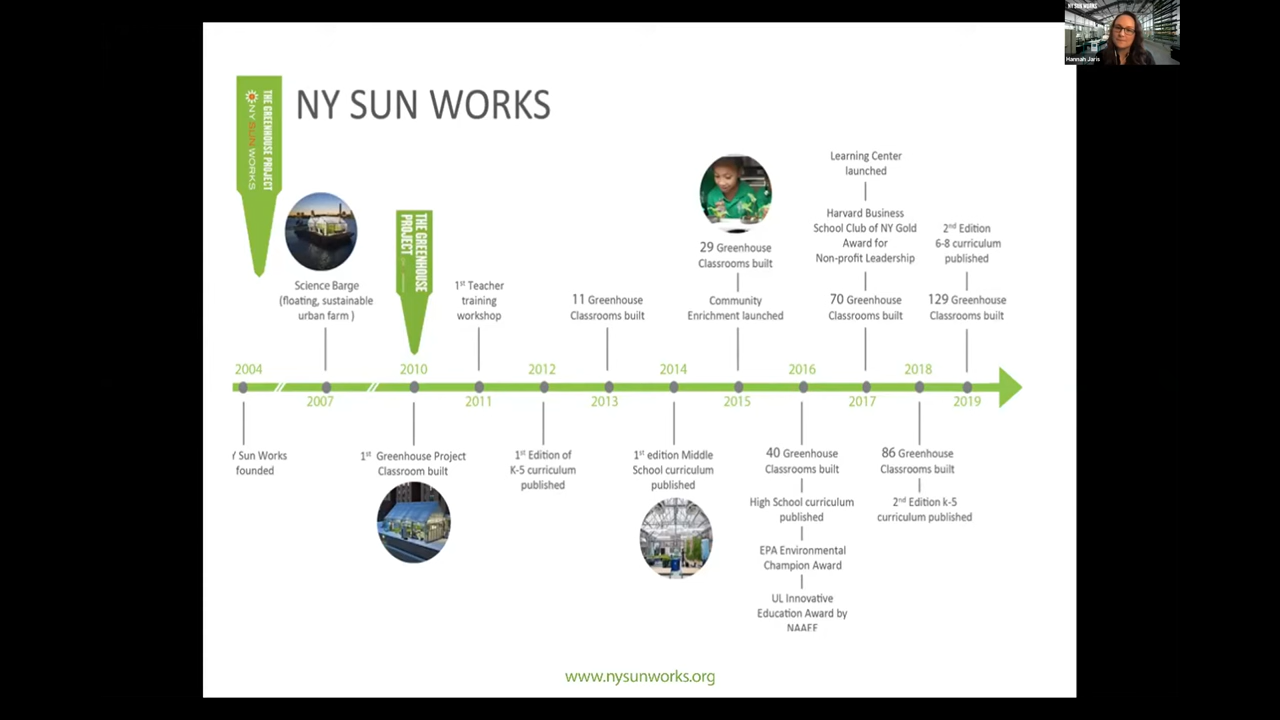 NY SUN WORKS
Hannah Jaris
THE GREENHOUSE PROJECT
NY SUN WORKS
NY SUN WORKS
THE GREENHOUSE
PROJECT
Science Barge
(floating, sustainable
urban farm )
1st Teacher
training
workshop
11 Greenhouse
Classrooms built
29 Greenhouse
Classrooms built
Community
Enrichment launched
Learning Center
launched
Harvard Business
School Club of NY Gold
Award for
Non-profit Leadership
70 Greenhouse
Classrooms built
2nd Edition
6-8 curriculum
published
129 Greenhouse
Classrooms built
2004
2007
2010
2011
2012
2013
2014
2015
2016
2017
2018
2019
Y Sun Works
founded
1st Greenhouse Project
Classroom built
1st Edition of
K-5 curriculum
published
1st edition Middle
School curriculum
published
40 Greenhouse
Classrooms built
High School curriculum
published
EPA Environmental
Champion Award
UL Innovative
Education Award by
NAAEE
86 Greenhouse
Classrooms built
2nd Edition k-5
curriculum published
www.nysunworks.org